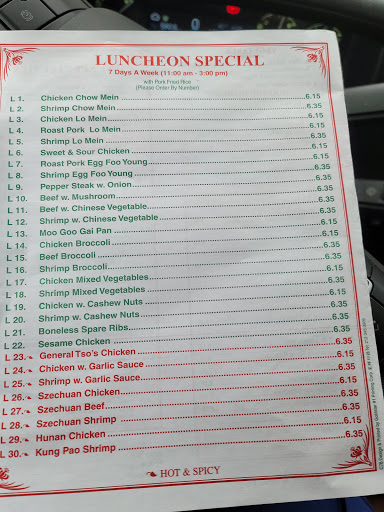 LUNCHEON SPECIAL
7 Days A Week (11:00 am - 3:00 pm)
with Pork Fried Rice
(Please Order By Number)
L 1. Chicken Chow Mein 6.15
L 2. Shrimp Chow Mein 6.35
L 3. Chicken Lo Mein 6.15
L 4. Roast Pork Lo Mein 6.15
L 5. Shrimp Lo Mein 6.35
L 6. Sweet & Sour Chicken 6.15
L 7. Roast Pork Egg Foo Young 6.15
L 8. Shrimp Egg Foo Young 6.35
L 9. Pepper Steak w. Onion 6.35
L 10. Beef w. Mushroom 6.35
L 11. Beef w. Chinese Vegetable 6.35
L 12. Shrimp w. Chinese Vegetable 6.35
L 13. Moo Goo Gai Pan 6.15
L 14. Chicken Broccoli 6.15
L 15. Beef Broccoli 6.35
L 16. Shrimp Broccoli 6.35
L 17. Chicken Mixed Vegetables 6.15
L 18. Shrimp Mixed Vegetables 6.35
L 19. Chicken w. Cashew Nuts 6.15
L 20. Shrimp w. Cashew Nuts 6.35
L 21. Boneless Spare Ribs 6.35
L 22. Sesame Chicken 6.35
L 23. General Tso's Chicken 6.35
L 24. Chicken w. Garlic Sauce 6.15
L 25. Shrimp w. Garlic Sauce 6.35
L 26. Szechuan Chicken 6.15
L 27. Szechuan Beef 6.35
L 28. Szechuan Shrimp 6.35
L 29. Hunan Chicken 6.15
L 30. Kung Pao Shrimp 6.35
HOT & SPICY